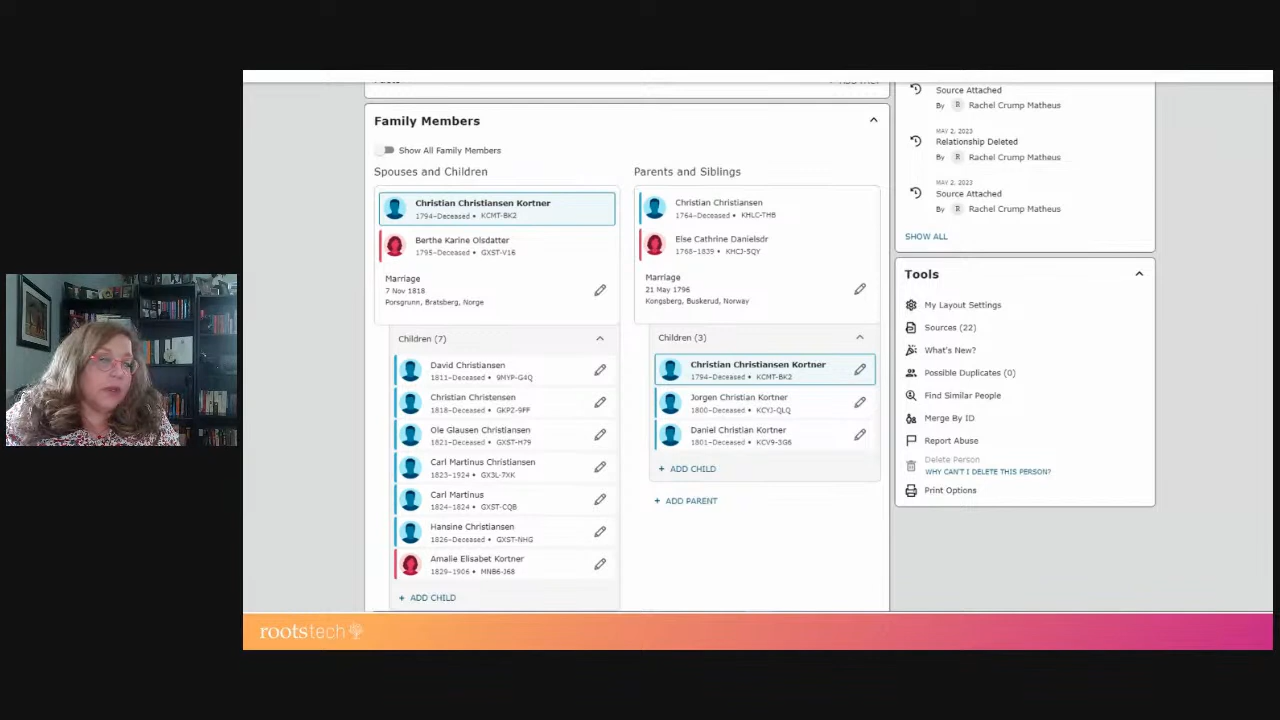 Family Members
Show All Family Members
Spouses and Children
Christian Christiansen Kortner
1794–Deceased • KCMT-BK2
Berthe Karine Olsdatter
1795–Deceased • GXST-V16
Marriage
7 Nov 1818
Porsgrunn, Bratsberg, Norge
Children (7)
David Christiansen
1811–Deceased • 9MYP-G4Q
Christian Christensen
1818–Deceased • GKPZ-9FF
Ole Glausen Christiansen
1821–Deceased • GXST-H79
Carl Martinus Christiansen
1823–1924 • GX3L-7XK
Carl Martinus
1824–1824 • GXST-CQB
Hansine Christiansen
1826–Deceased • GXST-NHG
Amalie Elisabet Kortner
1829–1906 • MNB6-J68
+ ADD CHILD
Parents and Siblings
Christian Christiansen
1764–Deceased • KHLC-THB
Else Cathrine Danielsdr
1768–1839 • KHCJ-5QY
Marriage
21 May 1796
Kongsberg, Buskerud, Norway
Children (3)
Christian Christiansen Kortner
1794–Deceased • KCMT-BK2
Jorgen Christian Kortner
1800–Deceased • KCYJ-QLQ
Daniel Christian Kortner
1801–Deceased • KCV9-3G6
+ ADD CHILD
+ ADD PARENT
Source Attached
By R Rachel Crump Matheus
MAY 2, 2023
Relationship Deleted
By R Rachel Crump Matheus
MAY 2, 2023
Source Attached
By R Rachel Crump Matheus
SHOW ALL
Tools
My Layout Settings
Sources (22)
What's New?
Possible Duplicates (0)
Find Similar People
Merge By ID
Report Abuse
Delete Person
WHY CAN'T I DELETE THIS PERSON?
Print Options
rootstech